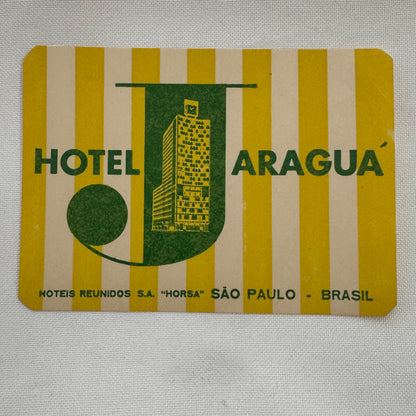 HOTEL JARAGUÁ
HOTEIS REUNIDOS S.A. "HORSA" SÃO PAULO - BRASIL